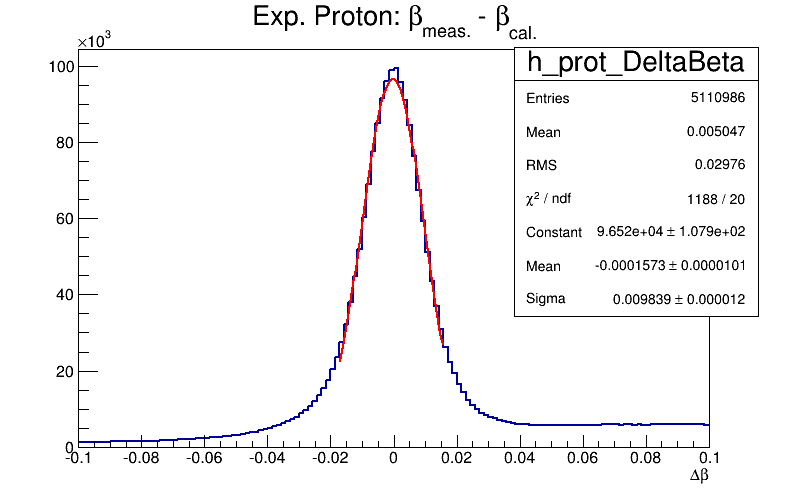 Exp. Proton: βmeas. - βcal.
×10³
h_prot_DeltaBeta
Entries 5110986
Mean 0.005047
RMS 0.02976
χ² / ndf 1188 / 20
Constant 9.652e+04 ± 1.079e+02
Mean -0.0001573 ± 0.0000101
Sigma 0.009839 ± 0.000012
100
80
60
40
20
0
-0.1 -0.08 -0.06 -0.04 -0.02 0 0.02 0.04 0.06 0.08 0.1
Δβ